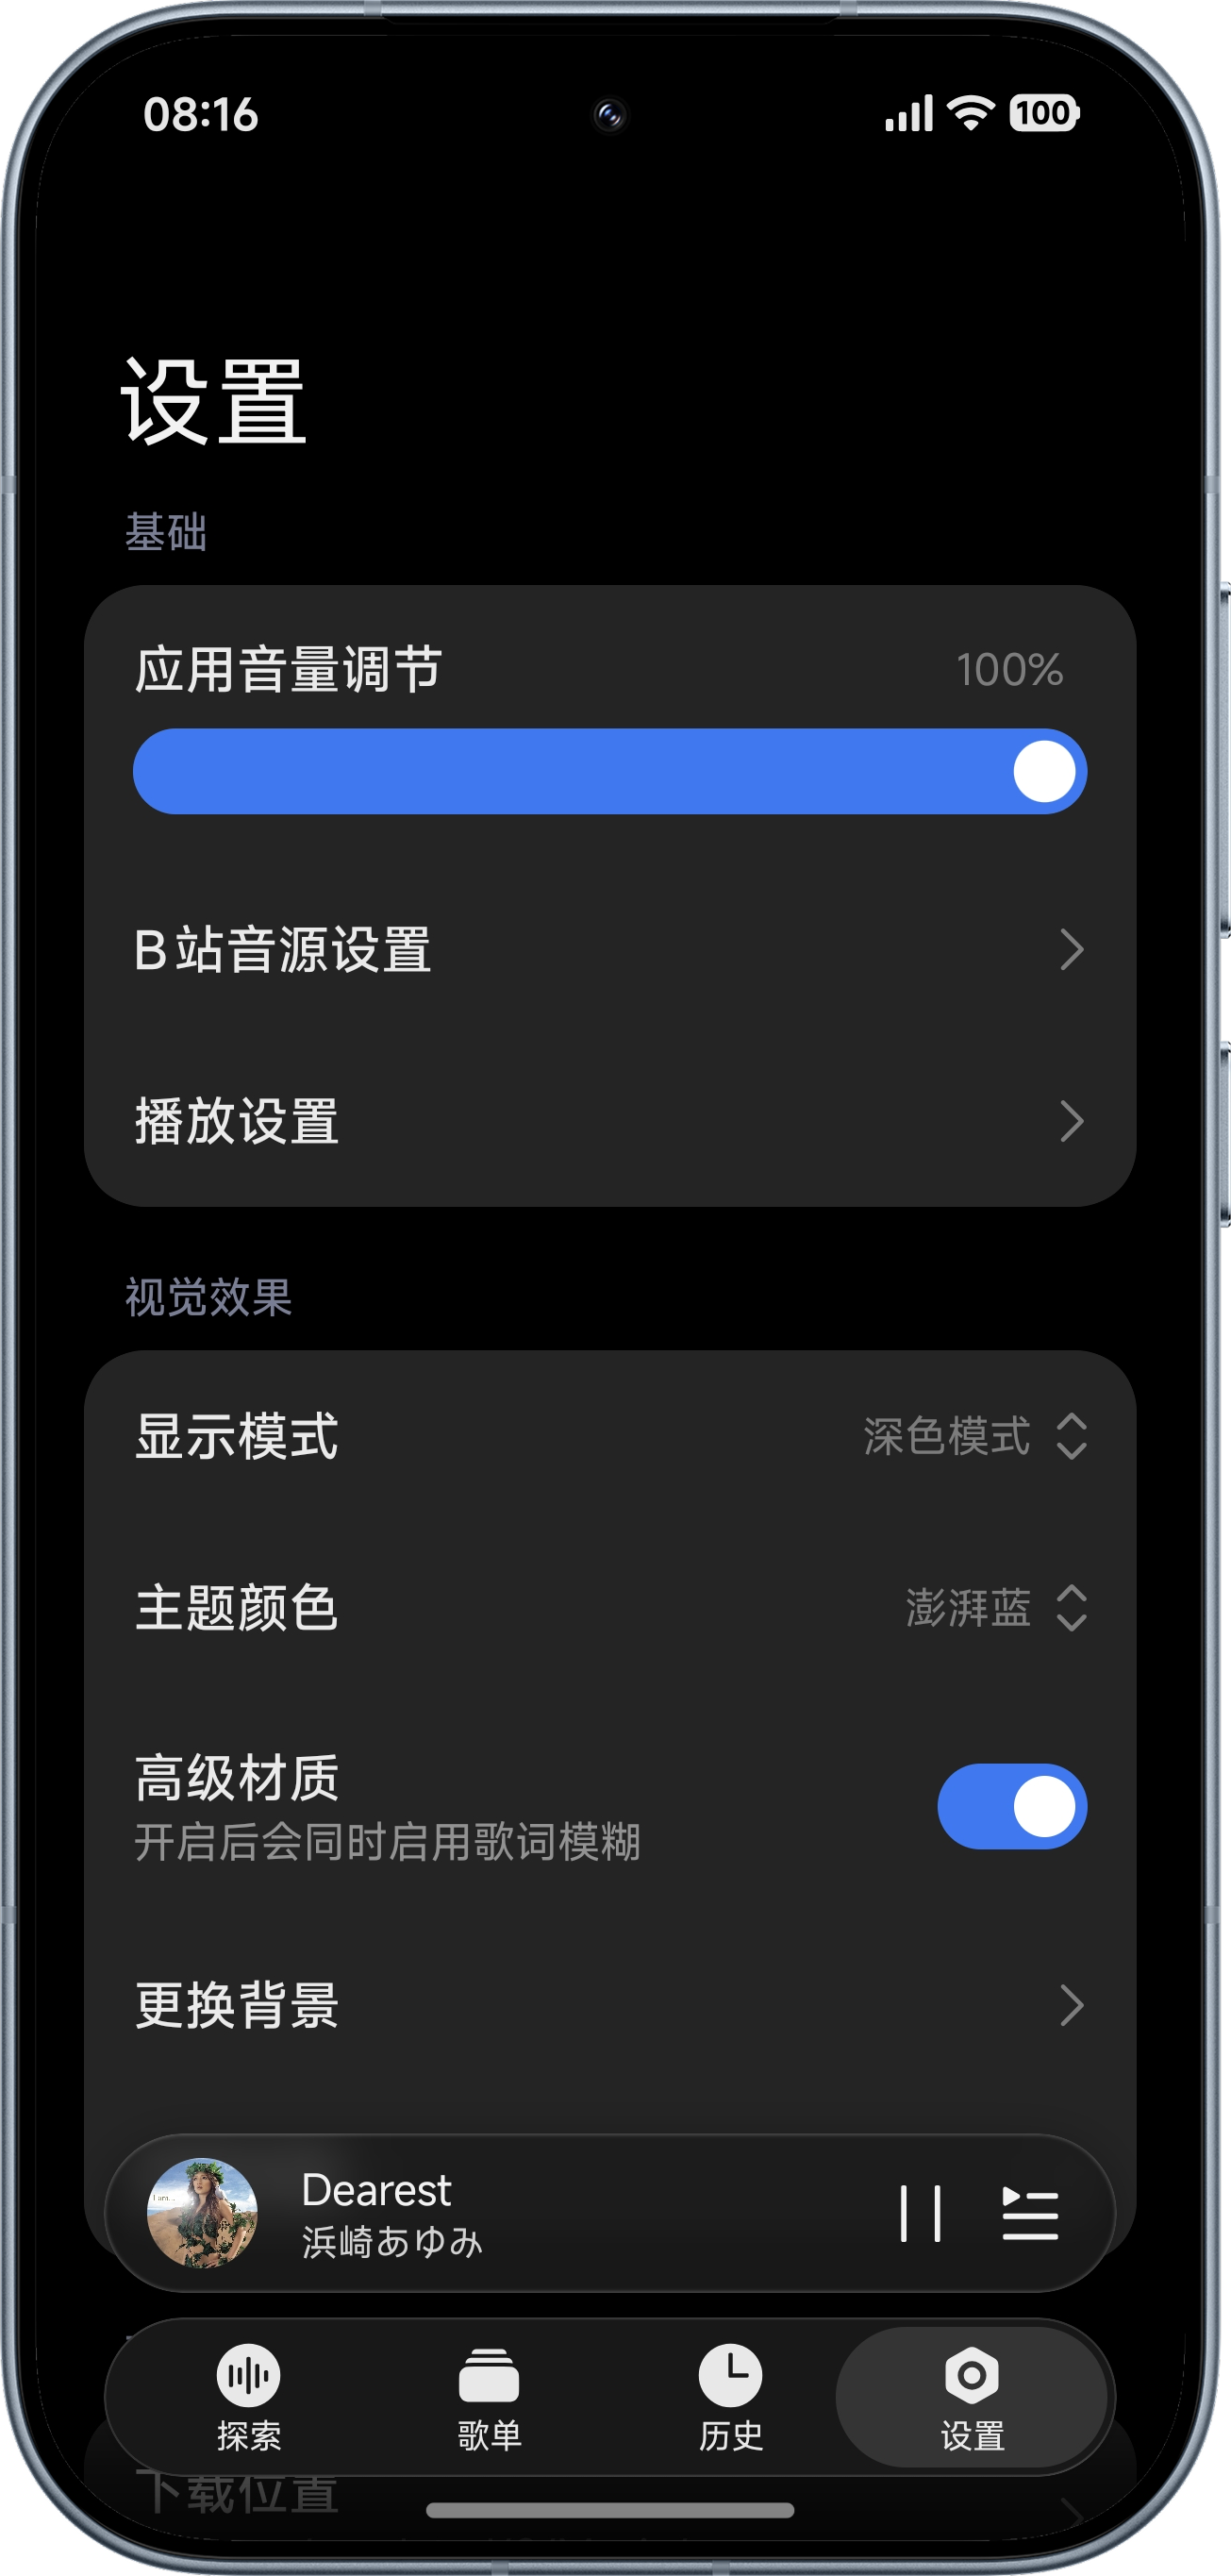 08:16
100
设置
基础
应用音量调节
100%
B站音源设置
播放设置
视觉效果
显示模式
深色模式
主题颜色
澎湃蓝
高级材质
开启后会同时启用歌词模糊
更换背景
I am...
Dearest
浜崎あゆみ
探索
歌单
历史
设置
下载位置